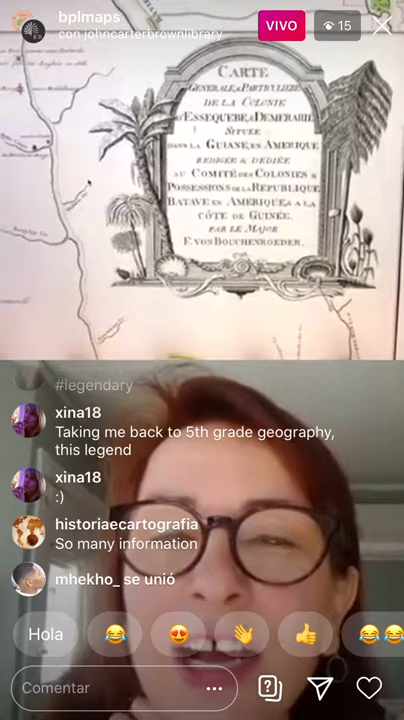 bplmaps
con johncarterbrownlibrary
VIVO
15
CARTE
GENERALE & PARTICULIERE
DE LA COLONIE
D'ESSEQUEBE & DEMERARIE
SITUÉE
DANS LA GUIANE, EN AMERIQUE
REDIGÉE & DEDIÉE
AU COMITÉ DES COLONIES &
POSSESSIONS DE LA REPUBLIQUE
BATAVE EN AMERIQUE, & A LA
CÔTE DE GUINÉE.
PAR LE MAJOR
F. VON BOUCHENROEDER.
#legendary
xina18
Taking me back to 5th grade geography,
this legend
xina18
:)
historiaecartografia
So many information
mhekho_ se unió
Hola
Comentar